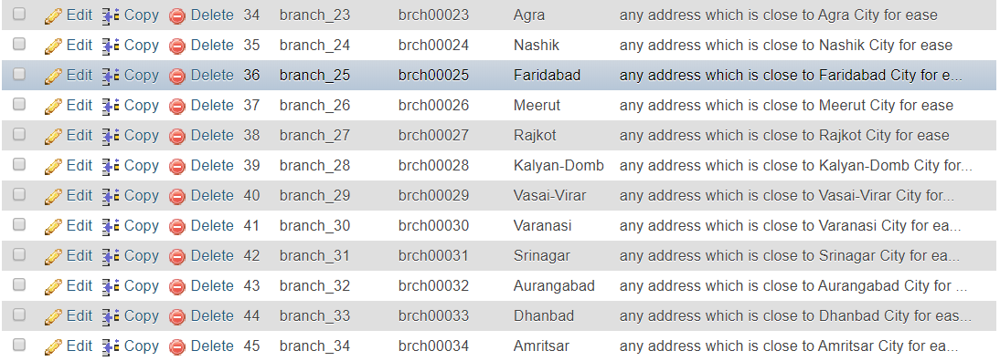 Edit Copy Delete 34 branch_23 brch00023 Agra any address which is close to Agra City for ease
Edit Copy Delete 35 branch_24 brch00024 Nashik any address which is close to Nashik City for ease
Edit Copy Delete 36 branch_25 brch00025 Faridabad any address which is close to Faridabad City for e...
Edit Copy Delete 37 branch_26 brch00026 Meerut any address which is close to Meerut City for ease
Edit Copy Delete 38 branch_27 brch00027 Rajkot any address which is close to Rajkot City for ease
Edit Copy Delete 39 branch_28 brch00028 Kalyan-Domb any address which is close to Kalyan-Domb City for...
Edit Copy Delete 40 branch_29 brch00029 Vasai-Virar any address which is close to Vasai-Virar City for...
Edit Copy Delete 41 branch_30 brch00030 Varanasi any address which is close to Varanasi City for ea...
Edit Copy Delete 42 branch_31 brch00031 Srinagar any address which is close to Srinagar City for ea...
Edit Copy Delete 43 branch_32 brch00032 Aurangabad any address which is close to Aurangabad City for ...
Edit Copy Delete 44 branch_33 brch00033 Dhanbad any address which is close to Dhanbad City for eas...
Edit Copy Delete 45 branch_34 brch00034 Amritsar any address which is close to Amritsar City for ea...